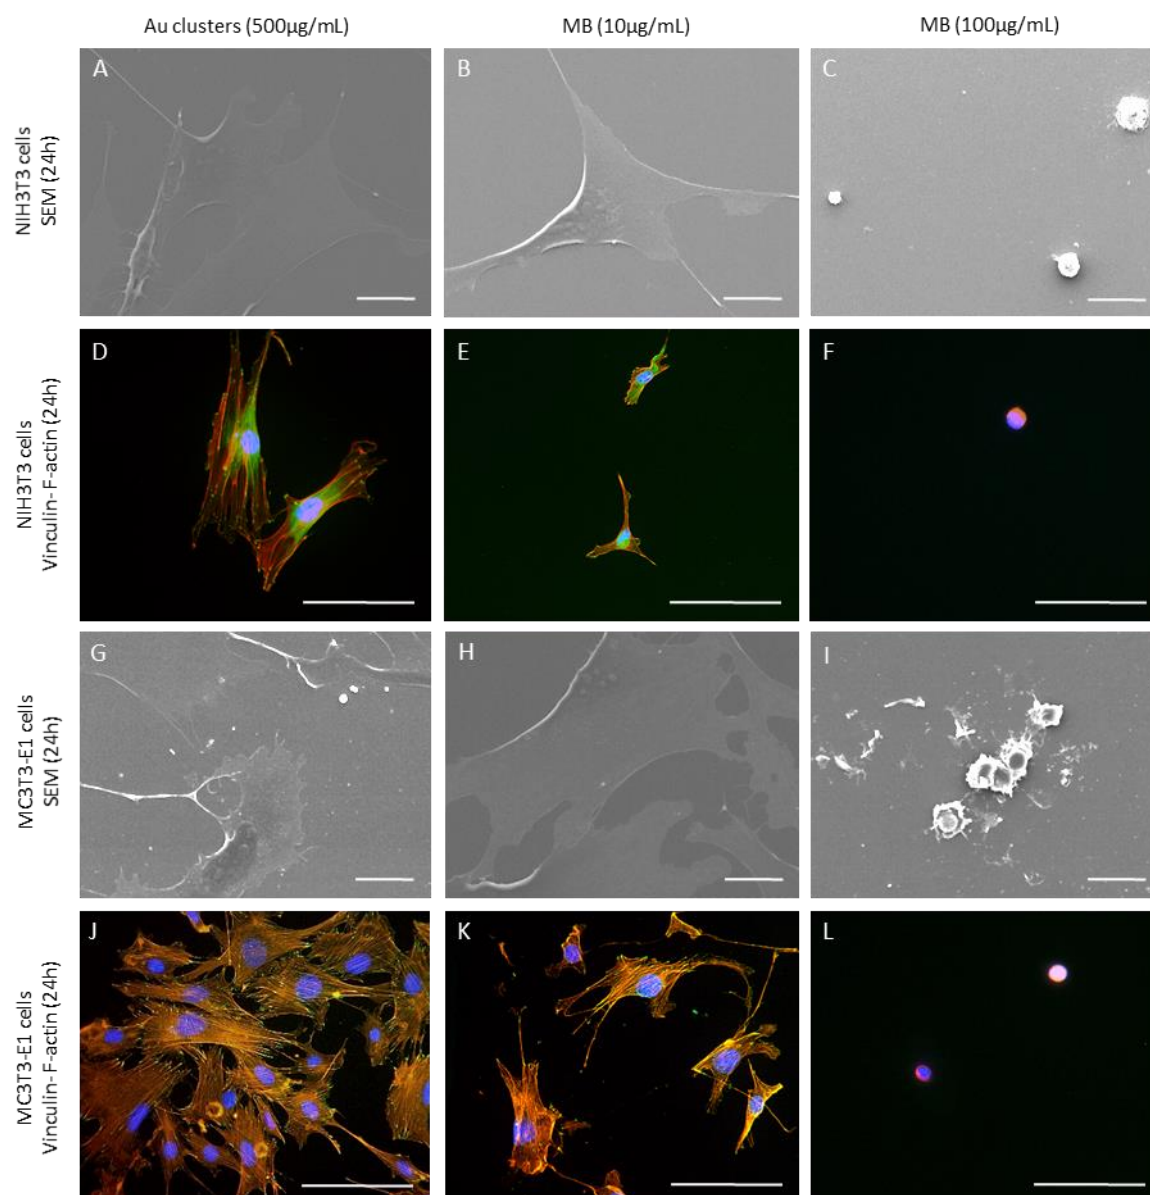 Au clusters (500µg/mL)
MB (10µg/mL)
MB (100µg/mL)
NIH3T3 cells
SEM (24h)
A
B
C
NIH3T3 cells
Vinculin- F-actin (24h)
D
E
F
MC3T3-E1 cells
SEM (24h)
G
H
I
MC3T3-E1 cells
Vinculin- F-actin (24h)
J
K
L